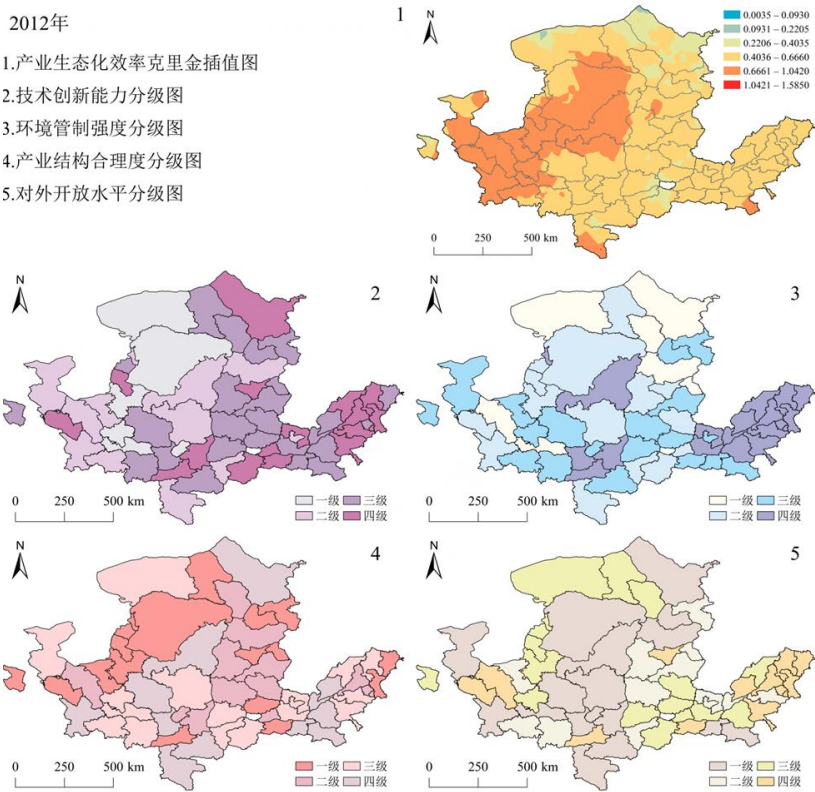 2012年
1.产业生态化效率克里金插值图
2.技术创新能力分级图
3.环境管制强度分级图
4.产业结构合理度分级图
5.对外开放水平分级图
1
N
0.0035 – 0.0930
0.0931 – 0.2205
0.2206 – 0.4035
0.4036 – 0.6660
0.6661 – 1.0420
1.0421 – 1.5850
0 250 500 km
N
2
0 250 500 km
一级 三级
二级 四级
N
3
0 250 500 km
一级 三级
二级 四级
N
4
0 250 500 km
一级 三级
二级 四级
N
5
0 250 500 km
一级 三级
二级 四级